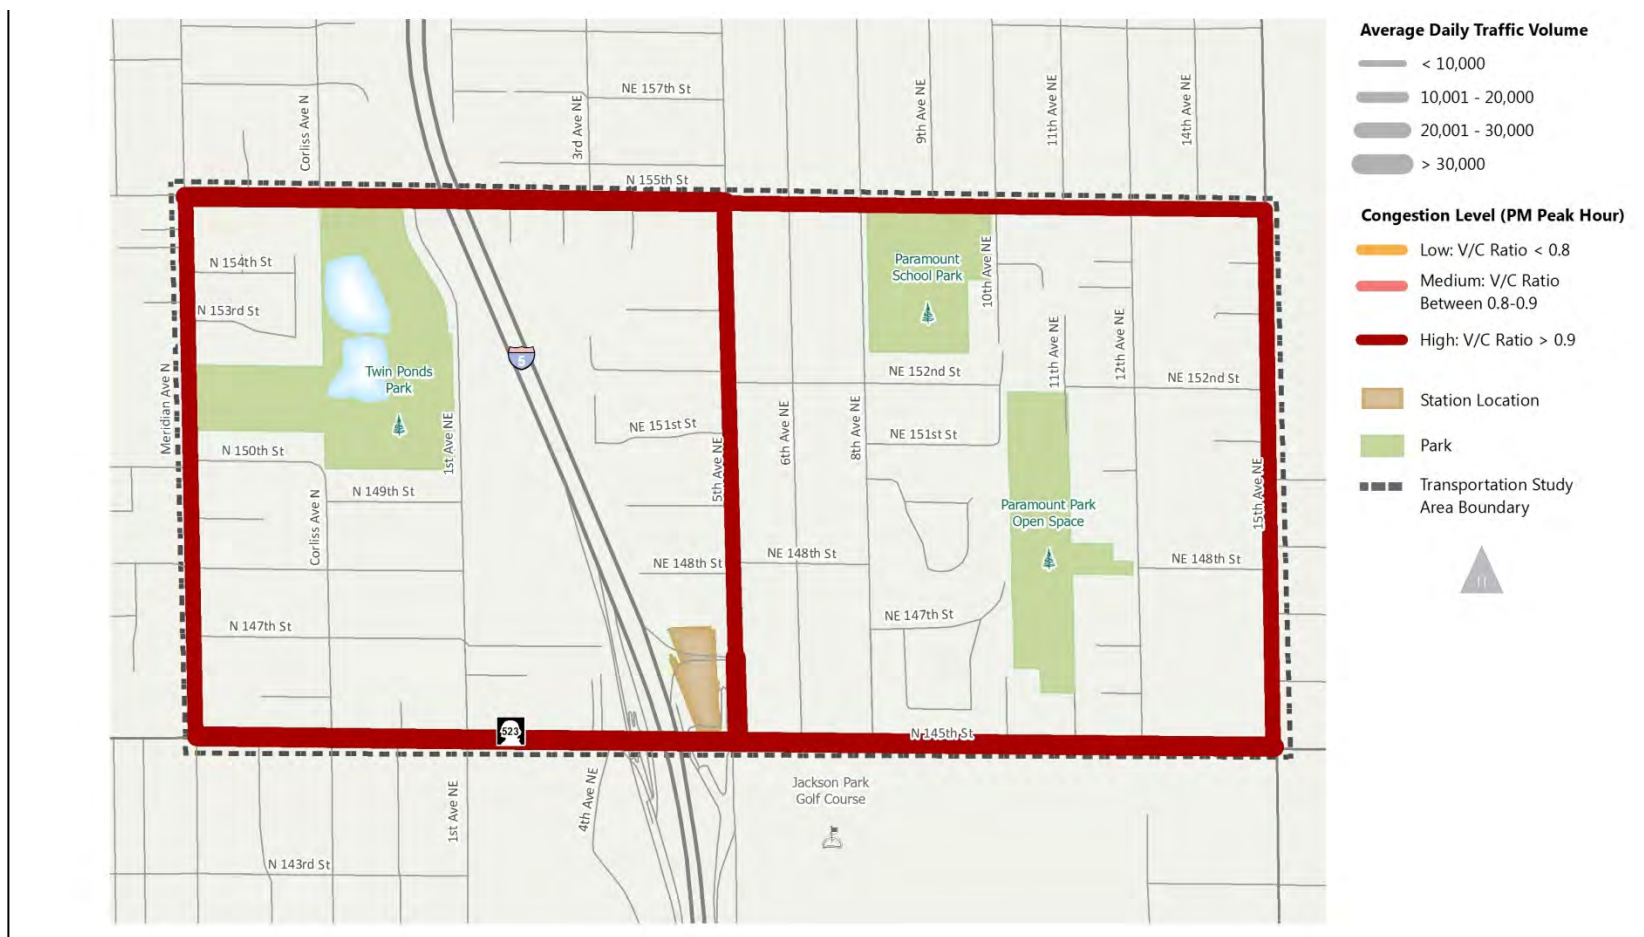 Average Daily Traffic Volume
< 10,000
10,001 - 20,000
20,001 - 30,000
> 30,000
Congestion Level (PM Peak Hour)
Low: V/C Ratio < 0.8
Medium: V/C Ratio
Between 0.8-0.9
High: V/C Ratio > 0.9
Station Location
Park
Transportation Study
Area Boundary
Corliss Ave N
3rd Ave NE
NE 157th St
9th Ave NE
11th Ave NE
14th Ave NE
N 155th St
N 154th St
N 153rd St
Meridian Ave N
Twin Ponds
Park
1st Ave NE
5
N 150th St
N 149th St
Corliss Ave N
N 147th St
NE 151st St
5th Ave NE
NE 148th St
6th Ave NE
8th Ave NE
Paramount
School Park
10th Ave NE
NE 152nd St
NE 151st St
11th Ave NE
12th Ave NE
NE 152nd St
Paramount Park
Open Space
15th Ave NE
NE 148th St
NE 148th St
NE 147th St
523
N 145th St
1st Ave NE
4th Ave NE
Jackson Park
Golf Course
N 143rd St